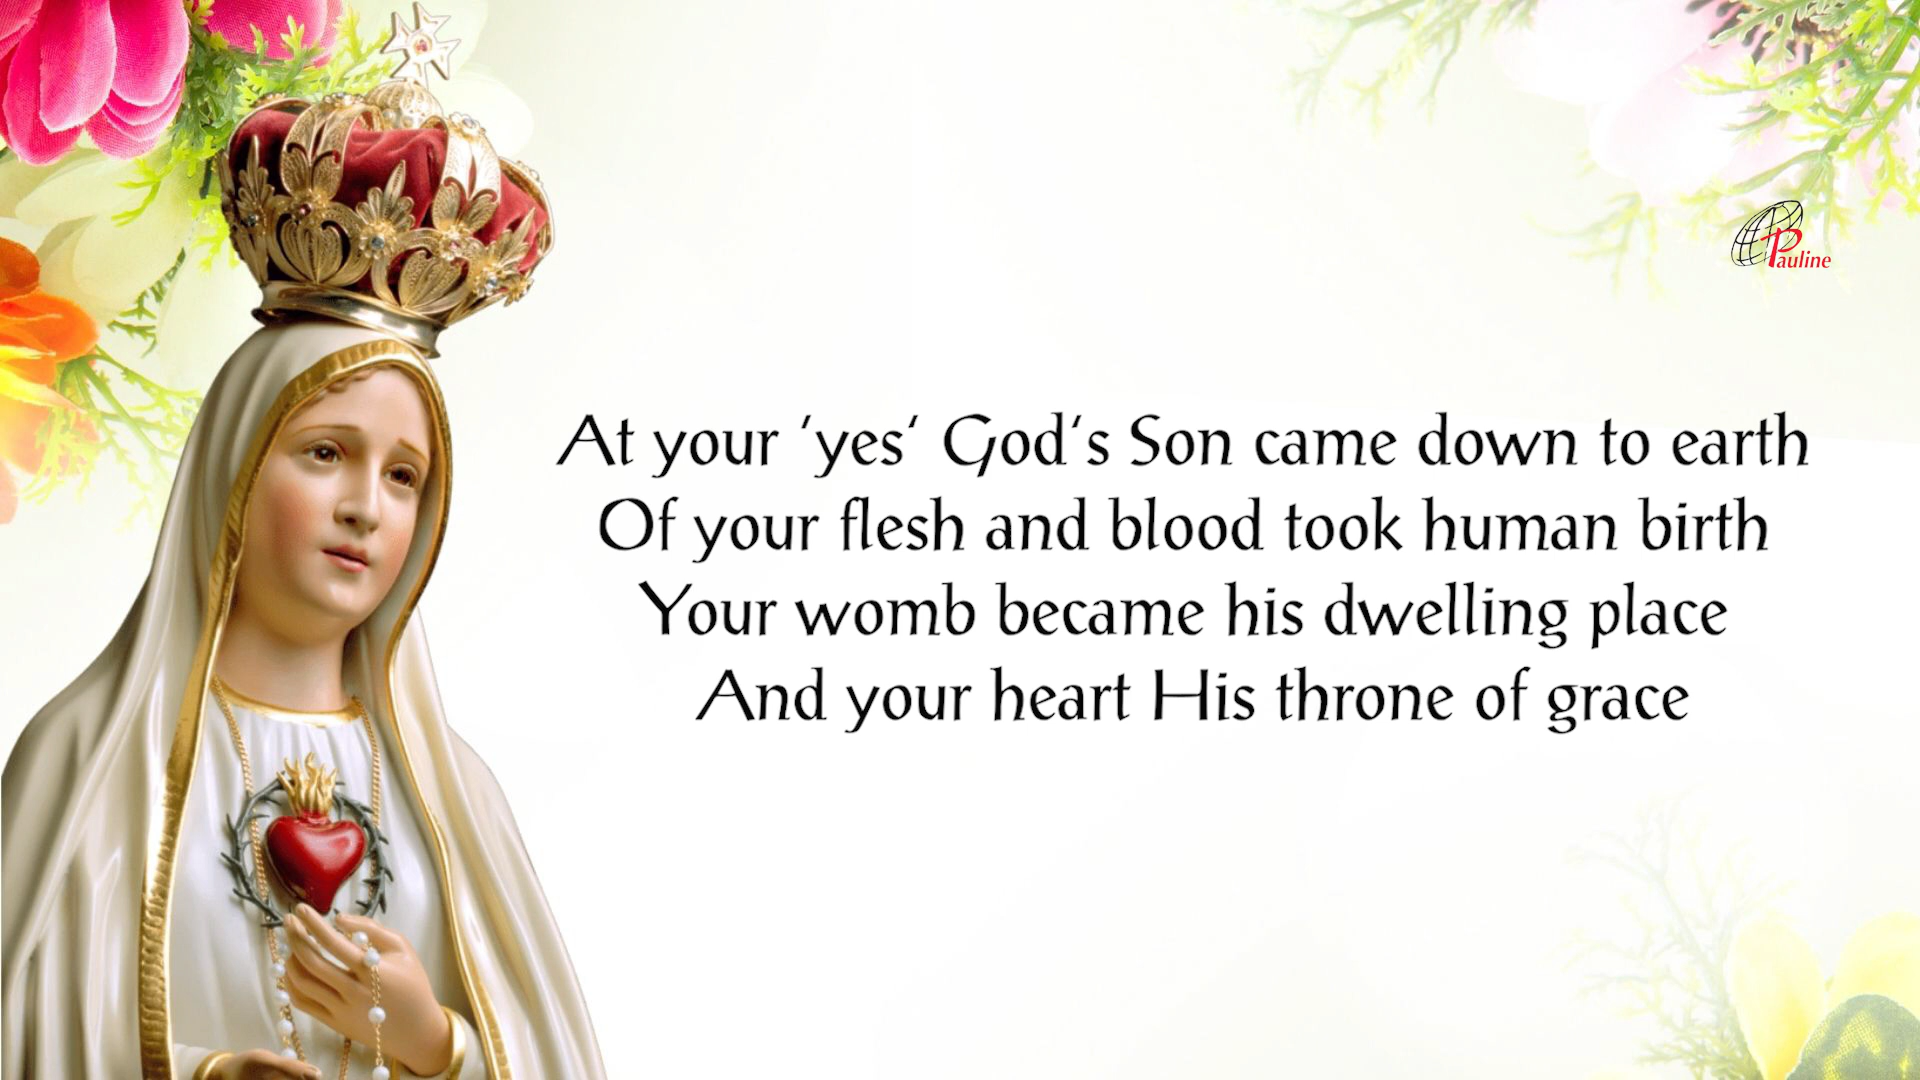 Pauline
At your 'yes' God's Son came down to earth
Of your flesh and blood took human birth
Your womb became his dwelling place
And your heart His throne of grace